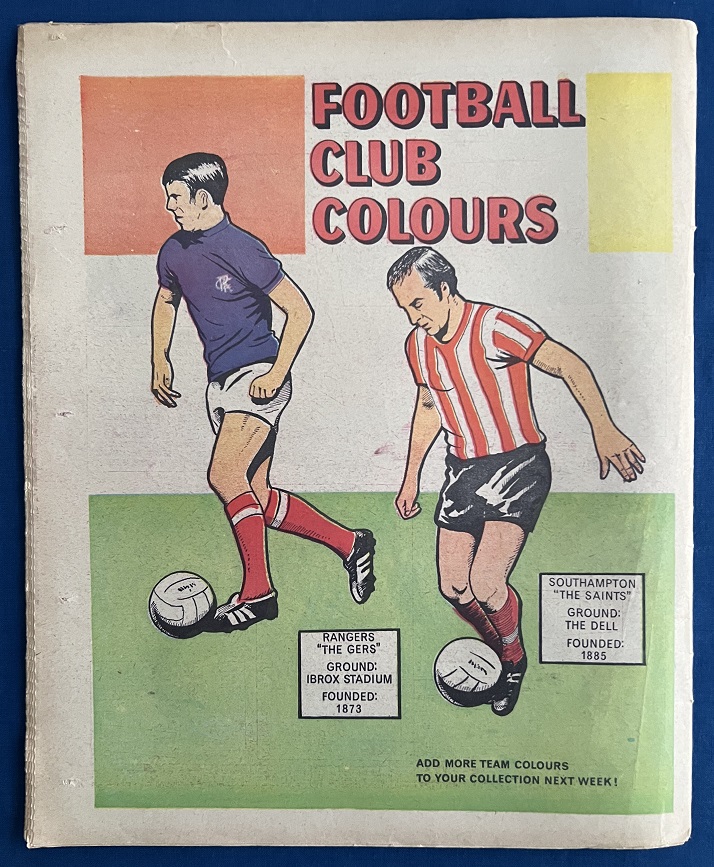 FOOTBALL
CLUB
COLOURS
RANGERS
"THE GERS"
GROUND:
IBROX STADIUM
FOUNDED:
1873
SOUTHAMPTON
"THE SAINTS"
GROUND:
THE DELL
FOUNDED:
1885
ADD MORE TEAM COLOURS
TO YOUR COLLECTION NEXT WEEK!